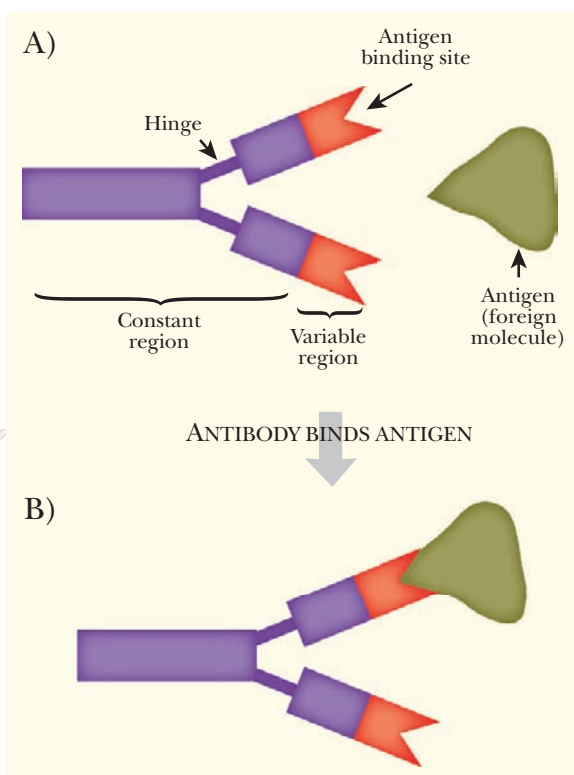 A)
Antigen
binding site
Hinge
Constant
region
Variable
region
Antigen
(foreign
molecule)
ANTIBODY BINDS ANTIGEN
B)